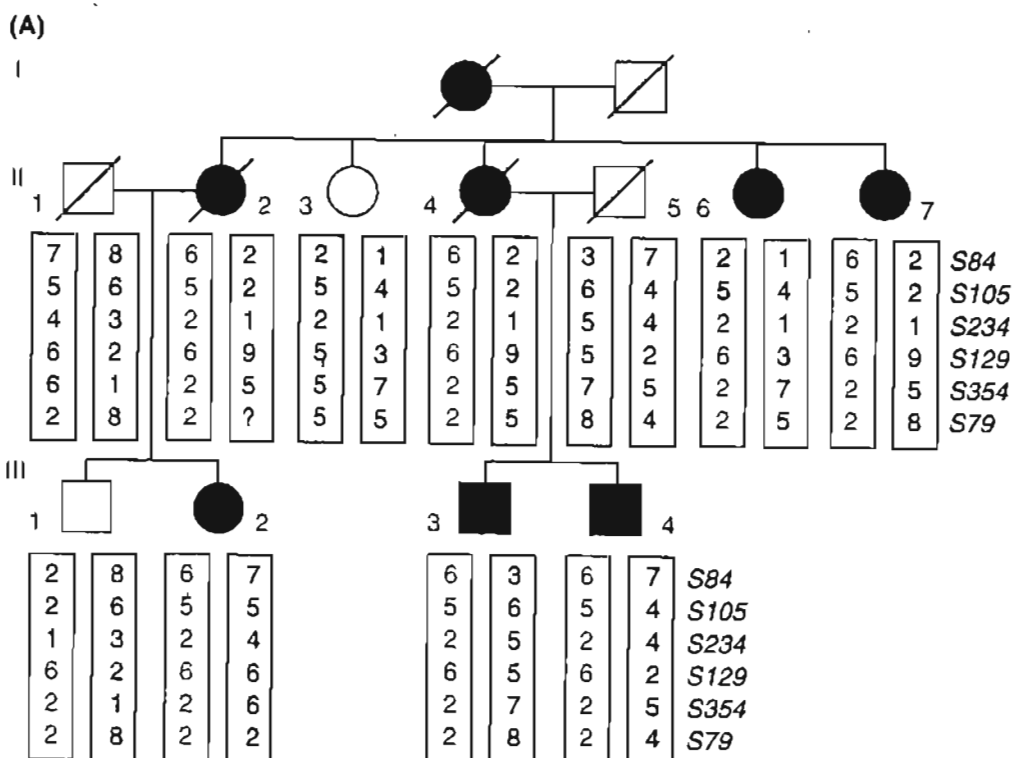 (A)
I
II
1 2 3 4 5 6 7
7 8 6 2 2 1 6 2 3 7 2 1 6 2 S84
5 6 5 2 5 4 5 2 6 4 5 4 5 2 S105
4 3 2 1 2 1 2 1 5 4 2 1 2 1 S234
6 2 6 9 5 3 6 9 5 2 6 3 6 9 S129
6 1 2 5 5 7 2 5 7 5 2 7 2 5 S354
2 8 2 ? 5 5 2 5 8 4 2 5 2 8 S79
III
1 2 3 4
2 8 6 7 6 3 6 7 S84
2 6 5 5 5 6 5 4 S105
1 3 2 4 2 5 2 4 S234
6 2 6 6 6 5 6 2 S129
2 1 2 6 2 7 2 5 S354
2 8 2 2 2 8 2 4 S79